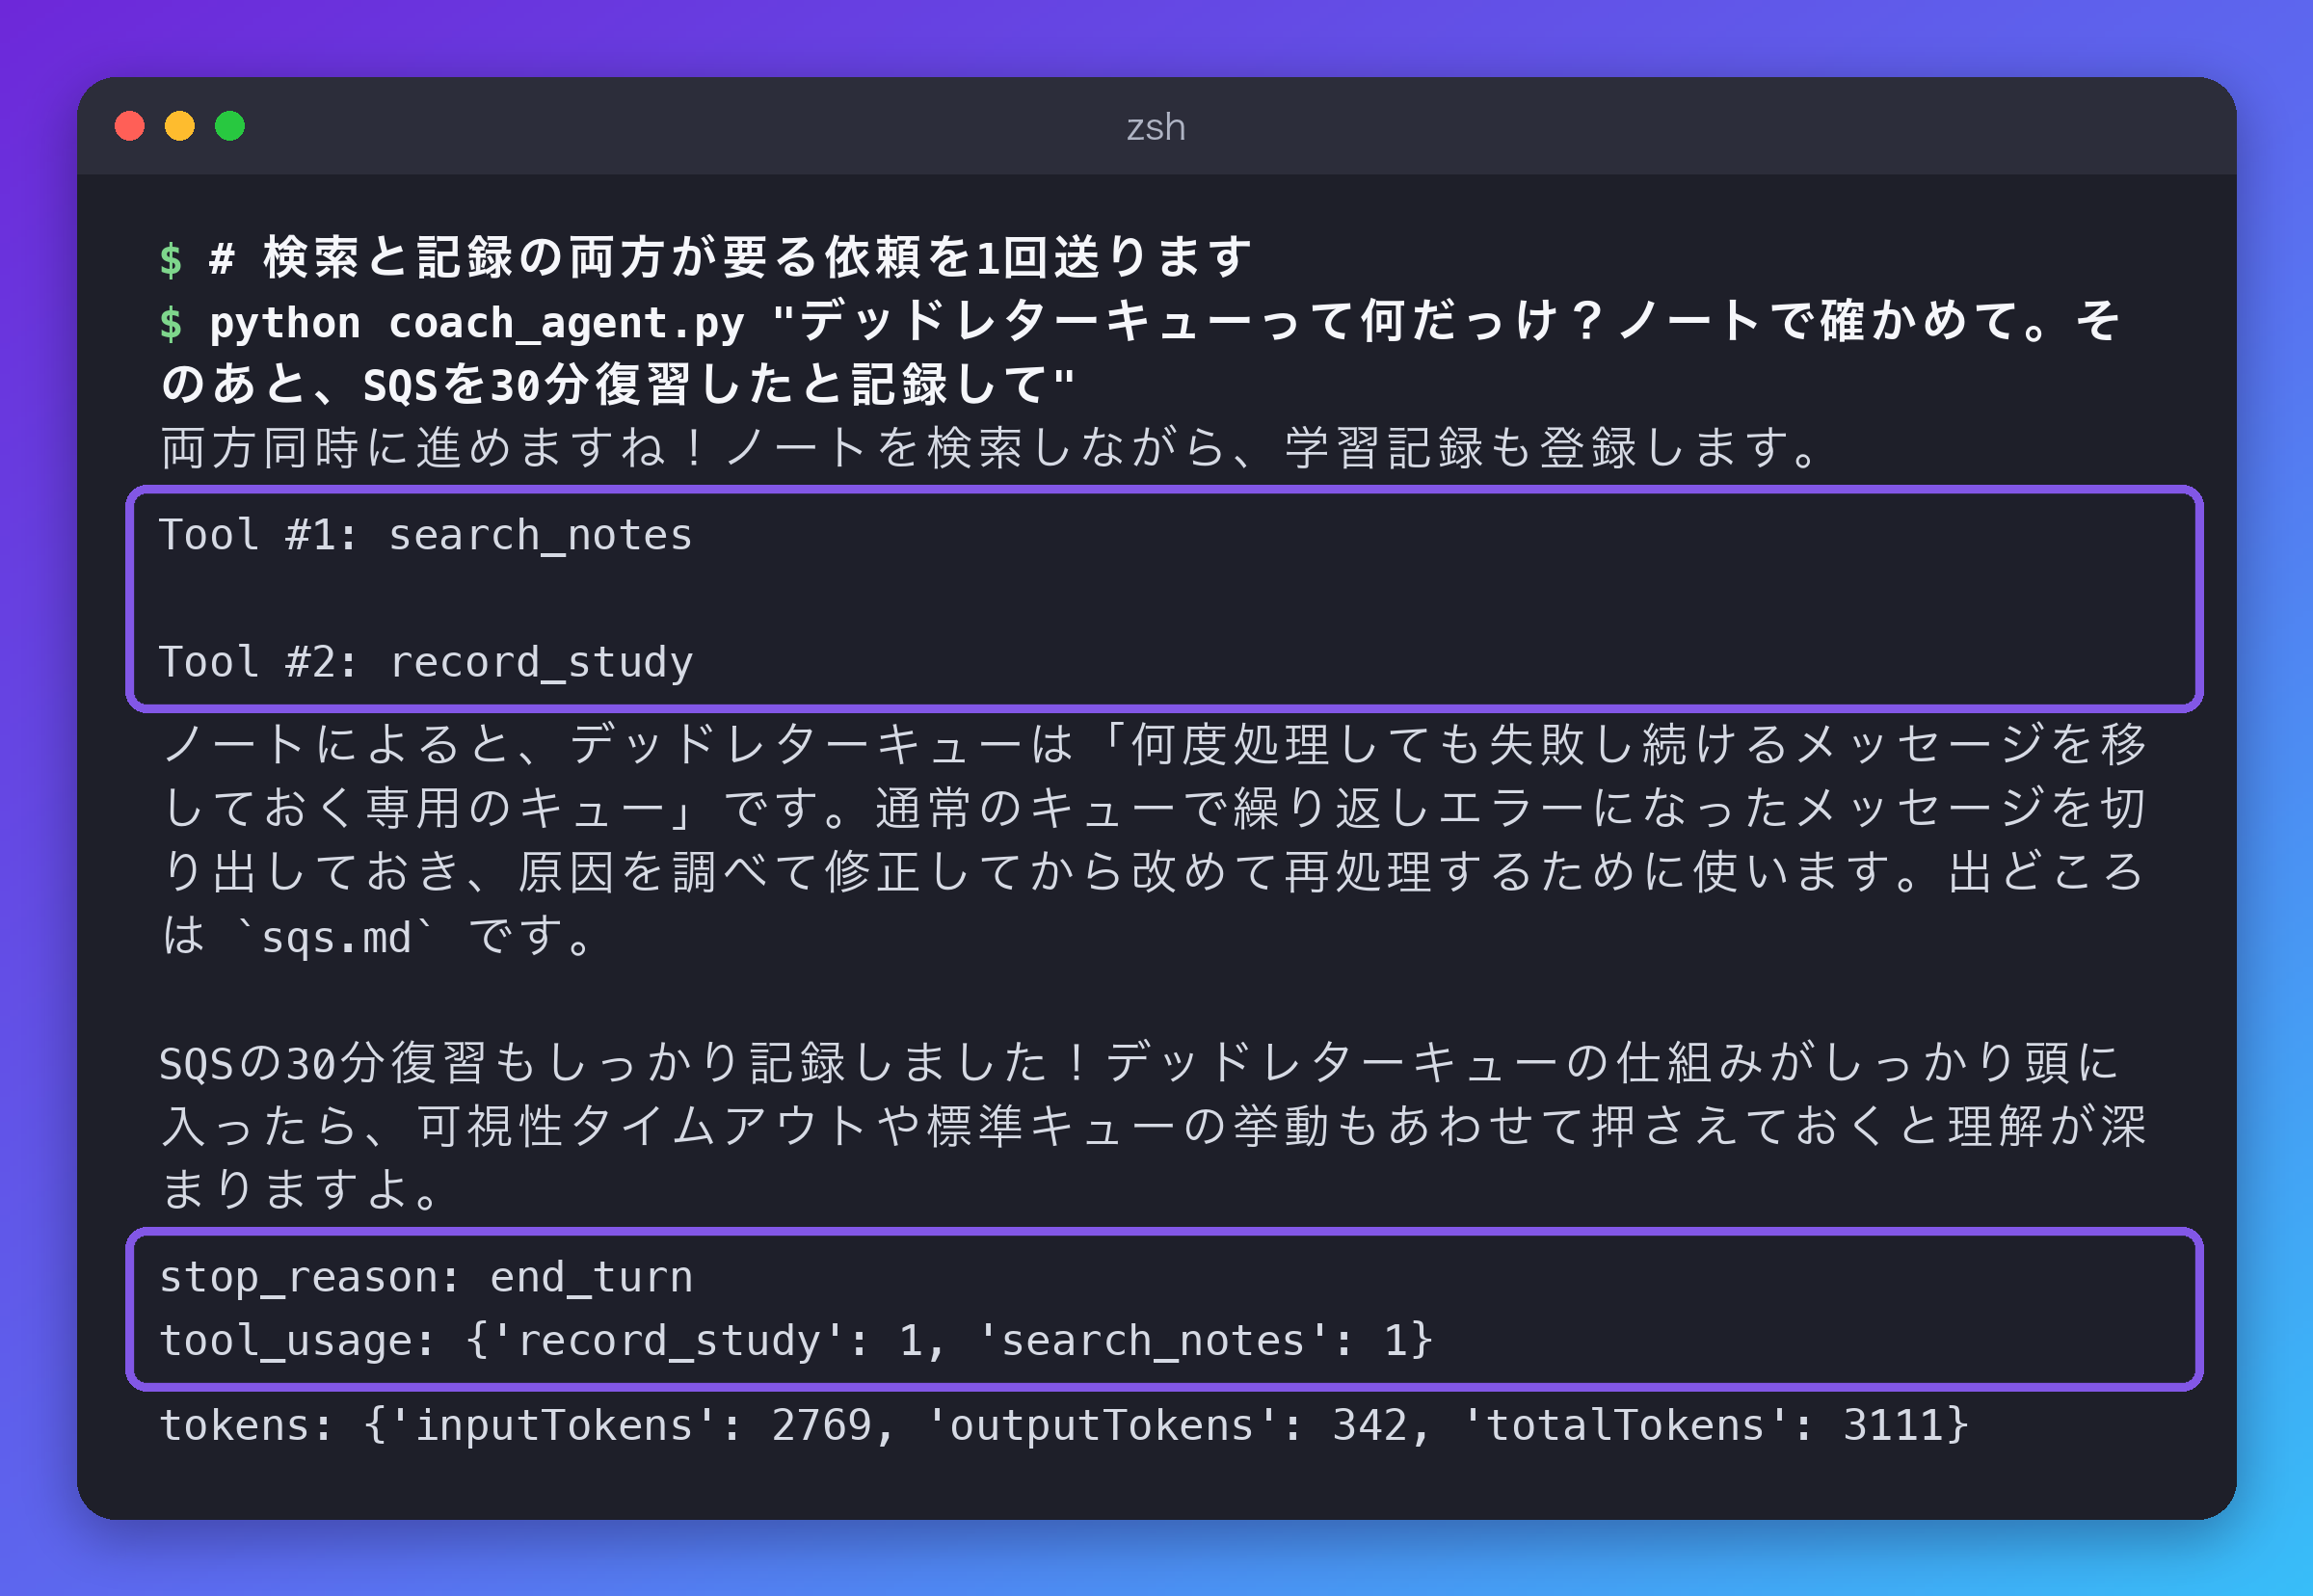 zsh
$ # 検索と記録の両方が要る依頼を1回送ります
$ python coach_agent.py "デッドレターキューって何だっけ？ノートで確かめて。そ
のあと、SQSを30分復習したと記録して"
両方同時に進めますね！ノートを検索しながら、学習記録も登録します。
Tool #1: search_notes
Tool #2: record_study
ノートによると、デッドレターキューは「何度処理しても失敗し続けるメッセージを移
しておく専用のキュー」です。通常のキューで繰り返しエラーになったメッセージを切
り出しておき、原因を調べて修正してから改めて再処理するために使います。出どころ
は `sqs.md` です。
SQSの30分復習もしっかり記録しました！デッドレターキューの仕組みがしっかり頭に
入ったら、可視性タイムアウトや標準キューの挙動もあわせて押さえておくと理解が深
まりますよ。
stop_reason: end_turn
tool_usage: {'record_study': 1, 'search_notes': 1}
tokens: {'inputTokens': 2769, 'outputTokens': 342, 'totalTokens': 3111}